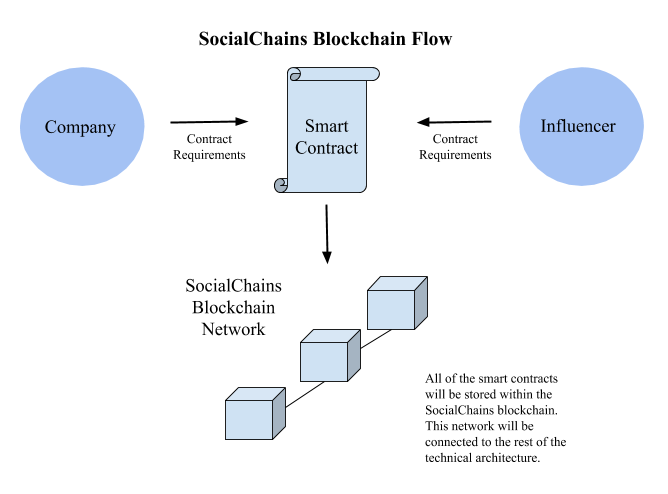 SocialChains Blockchain Flow
Company
Contract
Requirements
Smart
Contract
Contract
Requirements
Influencer
SocialChains
Blockchain
Network
All of the smart contracts
will be stored within the
SocialChains blockchain.
This network will be
connected to the rest of the
technical architecture.